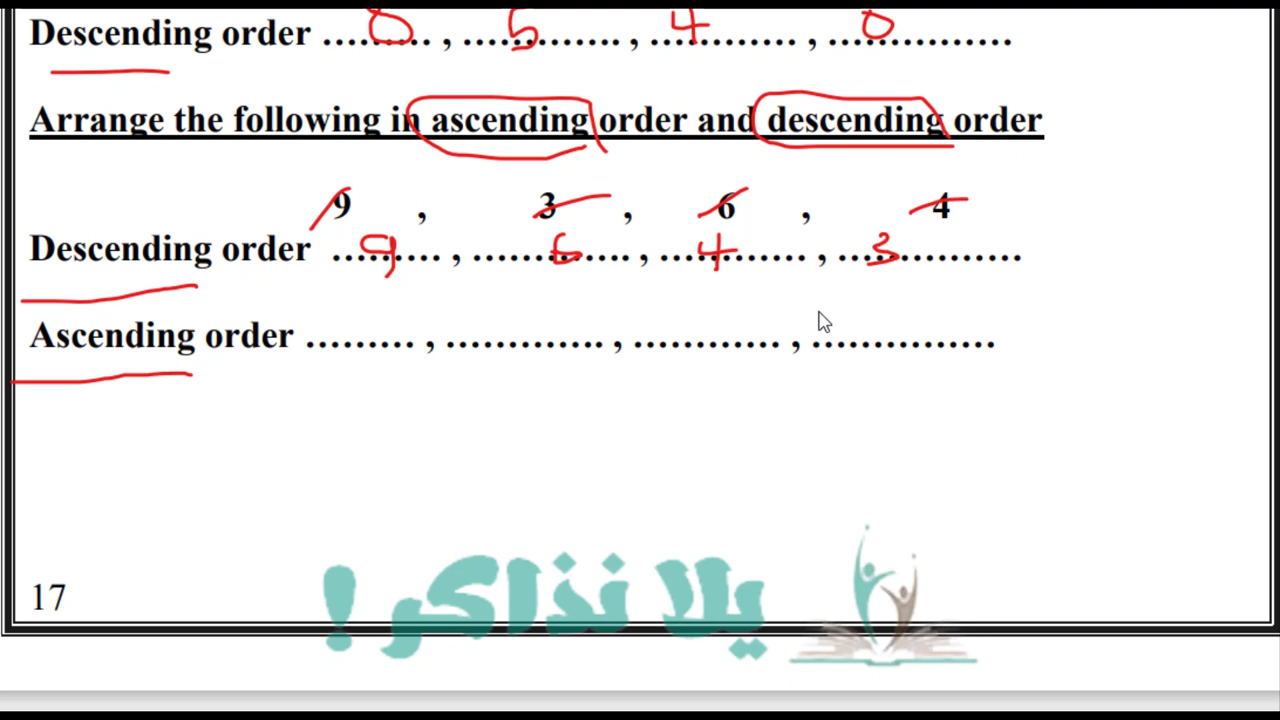 Descending order ......... , ............. , ............ , ...............
5 4 0
Arrange the following in ascending order and descending order
9 , 3 , 6 , 4
Descending order ...9... , ...6... , ...4... , ...3...
Ascending order ......... , ............. , ............ , ...............
17
يلا نذاكر !